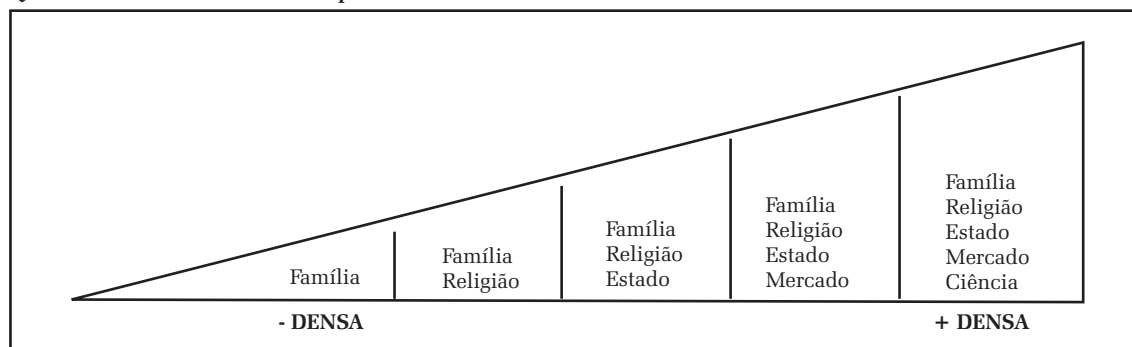 Família
Família
Religião
Família
Religião
Estado
Família
Religião
Estado
Mercado
Família
Religião
Estado
Mercado
Ciência
- DENSA
+ DENSA